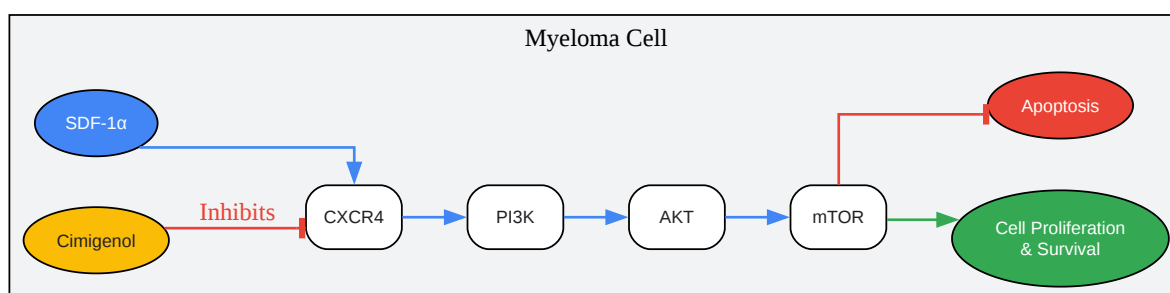 Myeloma Cell
SDF-1α
Apoptosis
Inhibits
Cimigenol
CXCR4
PI3K
AKT
mTOR
Cell Proliferation
& Survival